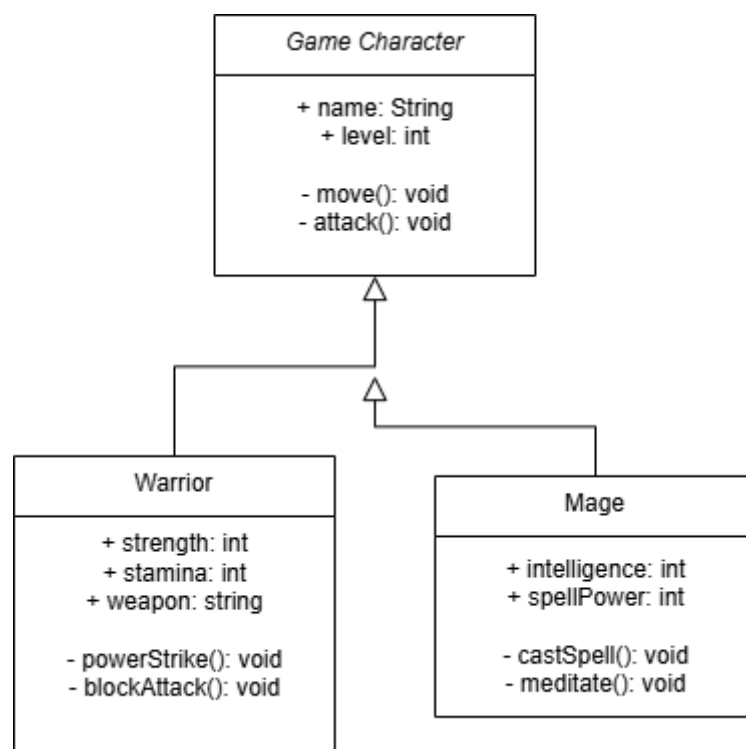 Game Character
+ name: String
+ level: int
- move(): void
- attack(): void
Warrior
+ strength: int
+ stamina: int
+ weapon: string
- powerStrike(): void
- blockAttack(): void
Mage
+ intelligence: int
+ spellPower: int
- castSpell(): void
- meditate(): void